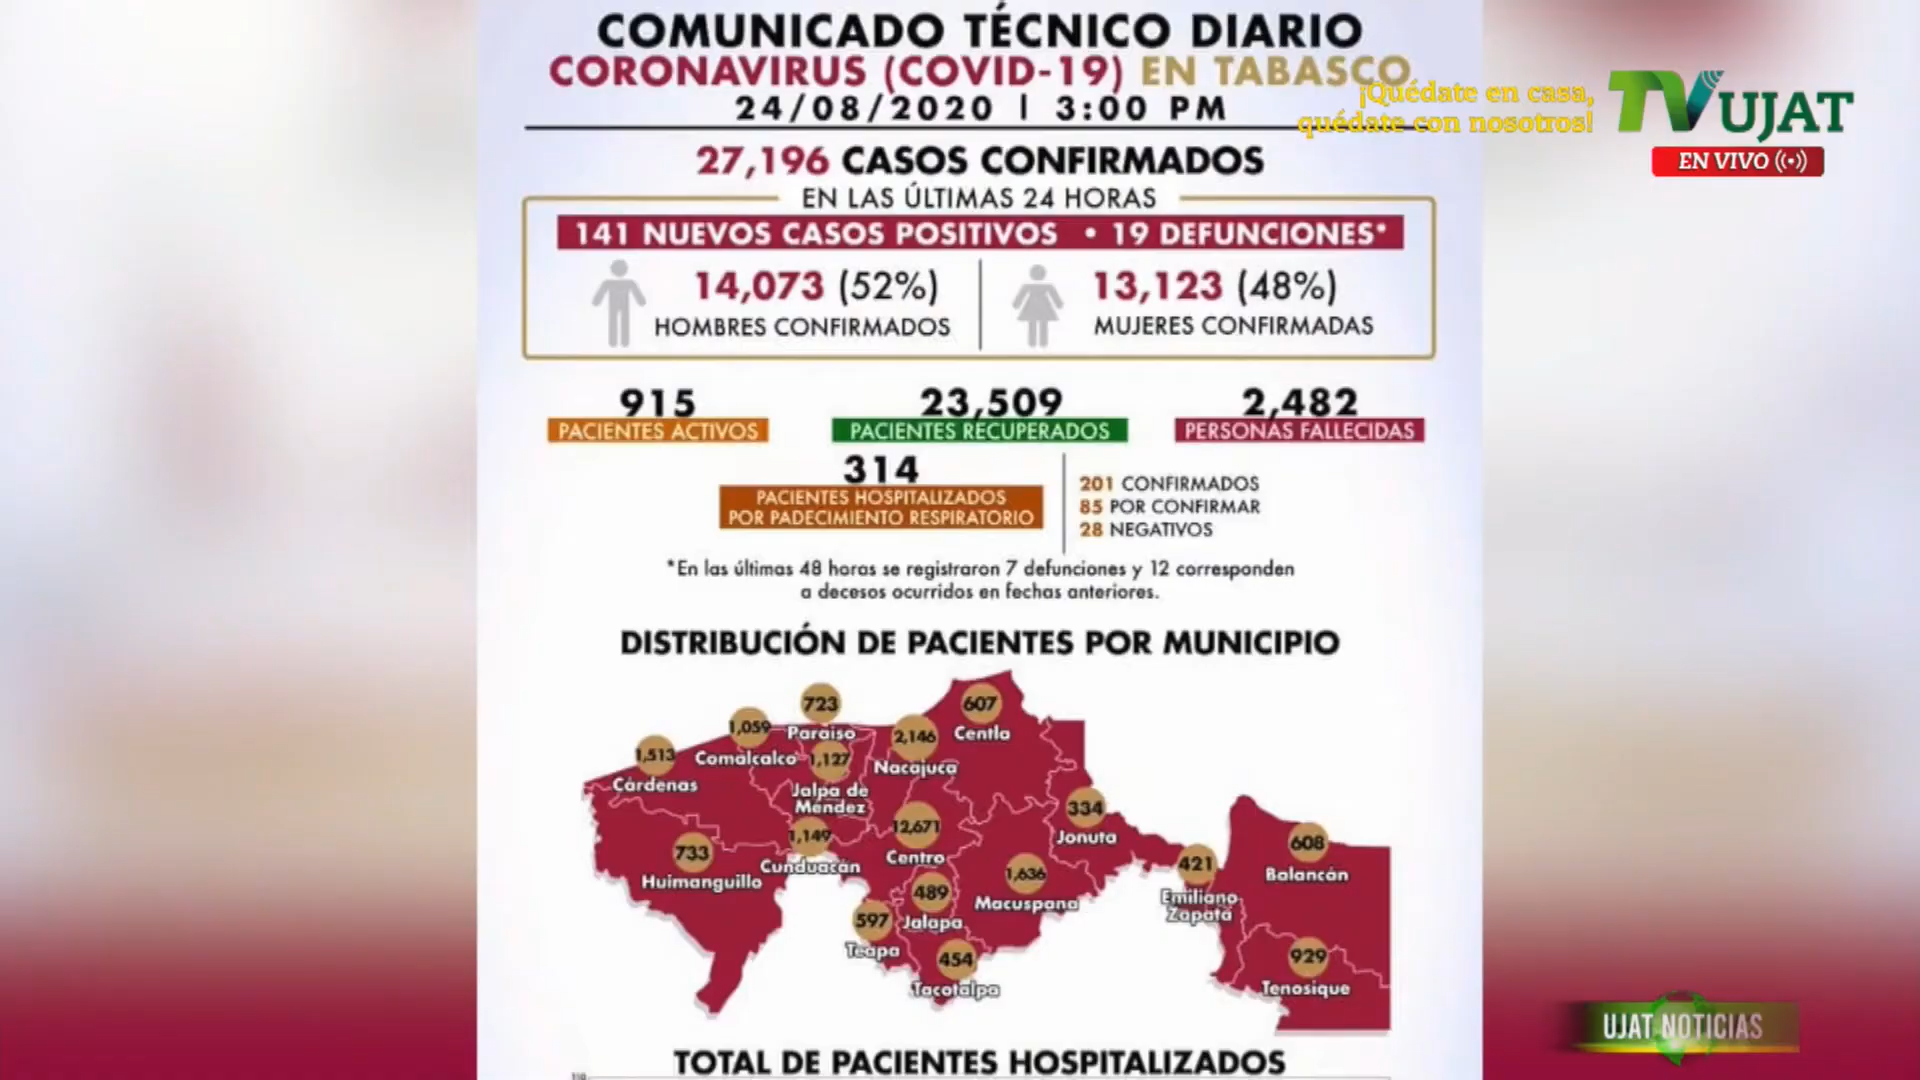 COMUNICADO TÉCNICO DIARIO
CORONAVIRUS (COVID-19) EN TABASCO
24/08/2020 | 3:00 PM
¡Quédate en casa,
quédate con nosotros!
TV UJAT
EN VIVO
27,196 CASOS CONFIRMADOS
EN LAS ÚLTIMAS 24 HORAS
141 NUEVOS CASOS POSITIVOS • 19 DEFUNCIONES*
14,073 (52%)
HOMBRES CONFIRMADOS
13,123 (48%)
MUJERES CONFIRMADAS
915
PACIENTES ACTIVOS
23,509
PACIENTES RECUPERADOS
2,482
PERSONAS FALLECIDAS
314
PACIENTES HOSPITALIZADOS
POR PADECIMIENTO RESPIRATORIO
201 CONFIRMADOS
85 POR CONFIRMAR
28 NEGATIVOS
*En las últimas 48 horas se registraron 7 defunciones y 12 corresponden
a decesos ocurridos en fechas anteriores.
DISTRIBUCIÓN DE PACIENTES POR MUNICIPIO
723
Paraíso
607
Centla
1,059
Comalcalco
2,146
Nacajuca
1,513
Cárdenas
1,127
Jalpa de
Méndez
334
Jonuta
12,671
Centro
1,149
Cunduacán
733
Huimanguillo
608
Balancán
421
Emiliano
Zapata
1,636
Macuspana
489
Jalapa
597
Teapa
454
Tacotalpa
929
Tenosique
UJAT NOTICIAS
TOTAL DE PACIENTES HOSPITALIZADOS